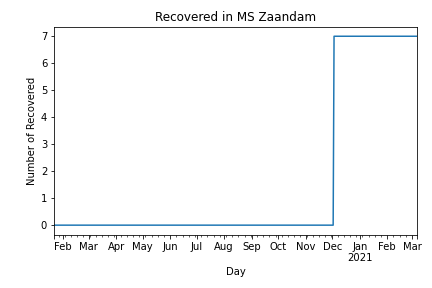 Recovered in MS Zaandam
Number of Recovered
7
6
5
4
3
2
1
0
Feb Mar Apr May Jun Jul Aug Sep Oct Nov Dec Jan Feb Mar
2021
Day